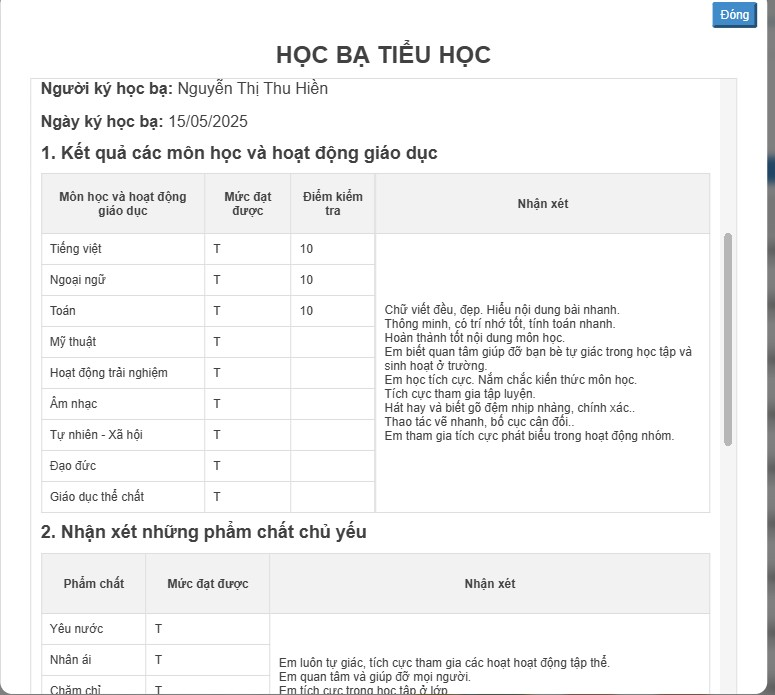 Đóng
HỌC BẠ TIỂU HỌC
Người ký học bạ: Nguyễn Thị Thu Hiền
Ngày ký học bạ: 15/05/2025
1. Kết quả các môn học và hoạt động giáo dục
Môn học và hoạt động giáo dục Mức đạt được Điểm kiểm tra Nhận xét
Tiếng việt T 10
Ngoại ngữ T 10
Toán T 10
Mỹ thuật T
Hoạt động trải nghiệm T
Âm nhạc T
Tự nhiên - Xã hội T
Đạo đức T
Giáo dục thể chất T
Chữ viết đều, đẹp. Hiểu nội dung bài nhanh.
Thông minh, có trí nhớ tốt, tính toán nhanh.
Hoàn thành tốt nội dung môn học.
Em biết quan tâm giúp đỡ bạn bè tự giác trong học tập và
sinh hoạt ở trường.
Em học tích cực. Nắm chắc kiến thức môn học.
Tích cực tham gia tập luyện.
Hát hay và biết gõ đệm nhịp nhàng, chính xác..
Thao tác vẽ nhanh, bố cục cân đối..
Em tham gia tích cực phát biểu trong hoạt động nhóm.
2. Nhận xét những phẩm chất chủ yếu
Phẩm chất Mức đạt được Nhận xét
Yêu nước T
Nhân ái T
Chăm chỉ T
Em luôn tự giác, tích cực tham gia các hoạt hoạt động tập thể.
Em quan tâm và giúp đỡ mọi người.
Em tích cực trong học tập ở lớp